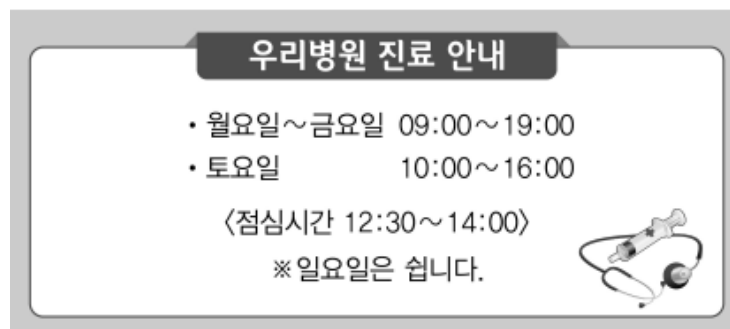 우리병원 진료 안내
• 월요일~금요일 09:00~19:00
• 토요일 10:00~16:00
<점심시간 12:30~14:00>
※일요일은 쉽니다.